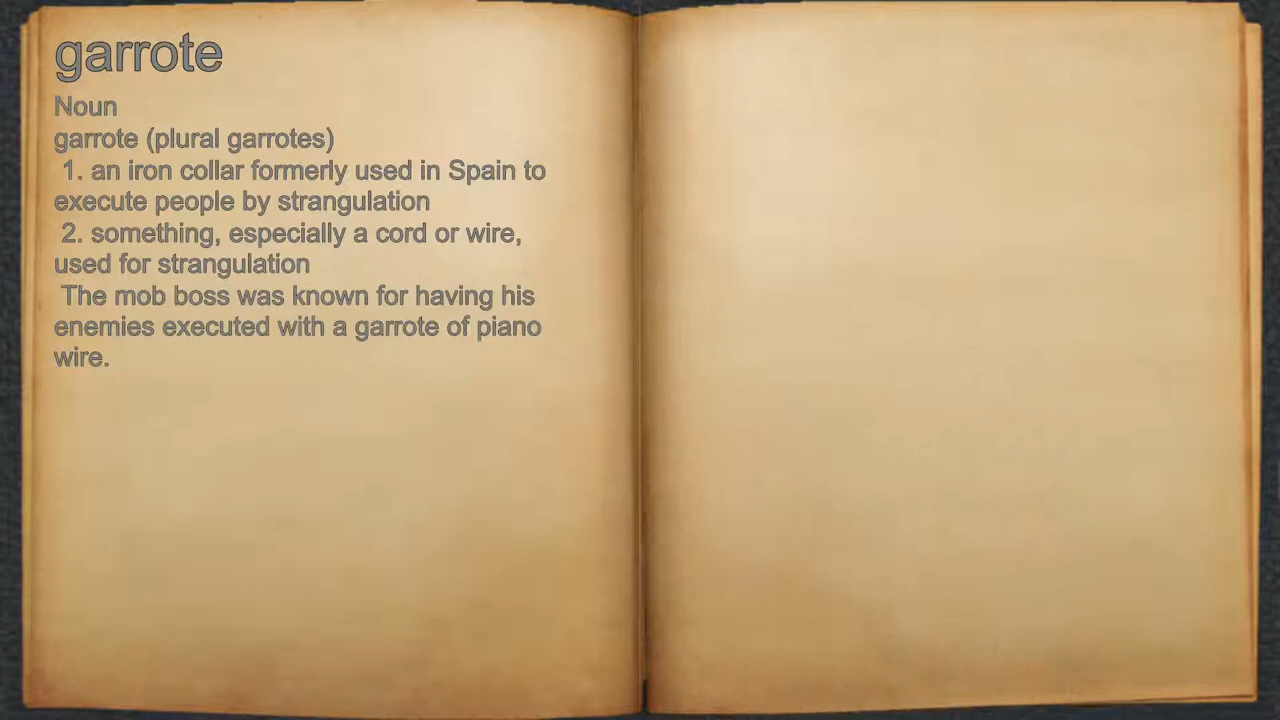 garrote
Noun
garrote (plural garrotes)
1. an iron collar formerly used in Spain to
execute people by strangulation
2. something, especially a cord or wire,
used for strangulation
The mob boss was known for having his
enemies executed with a garrote of piano
wire.